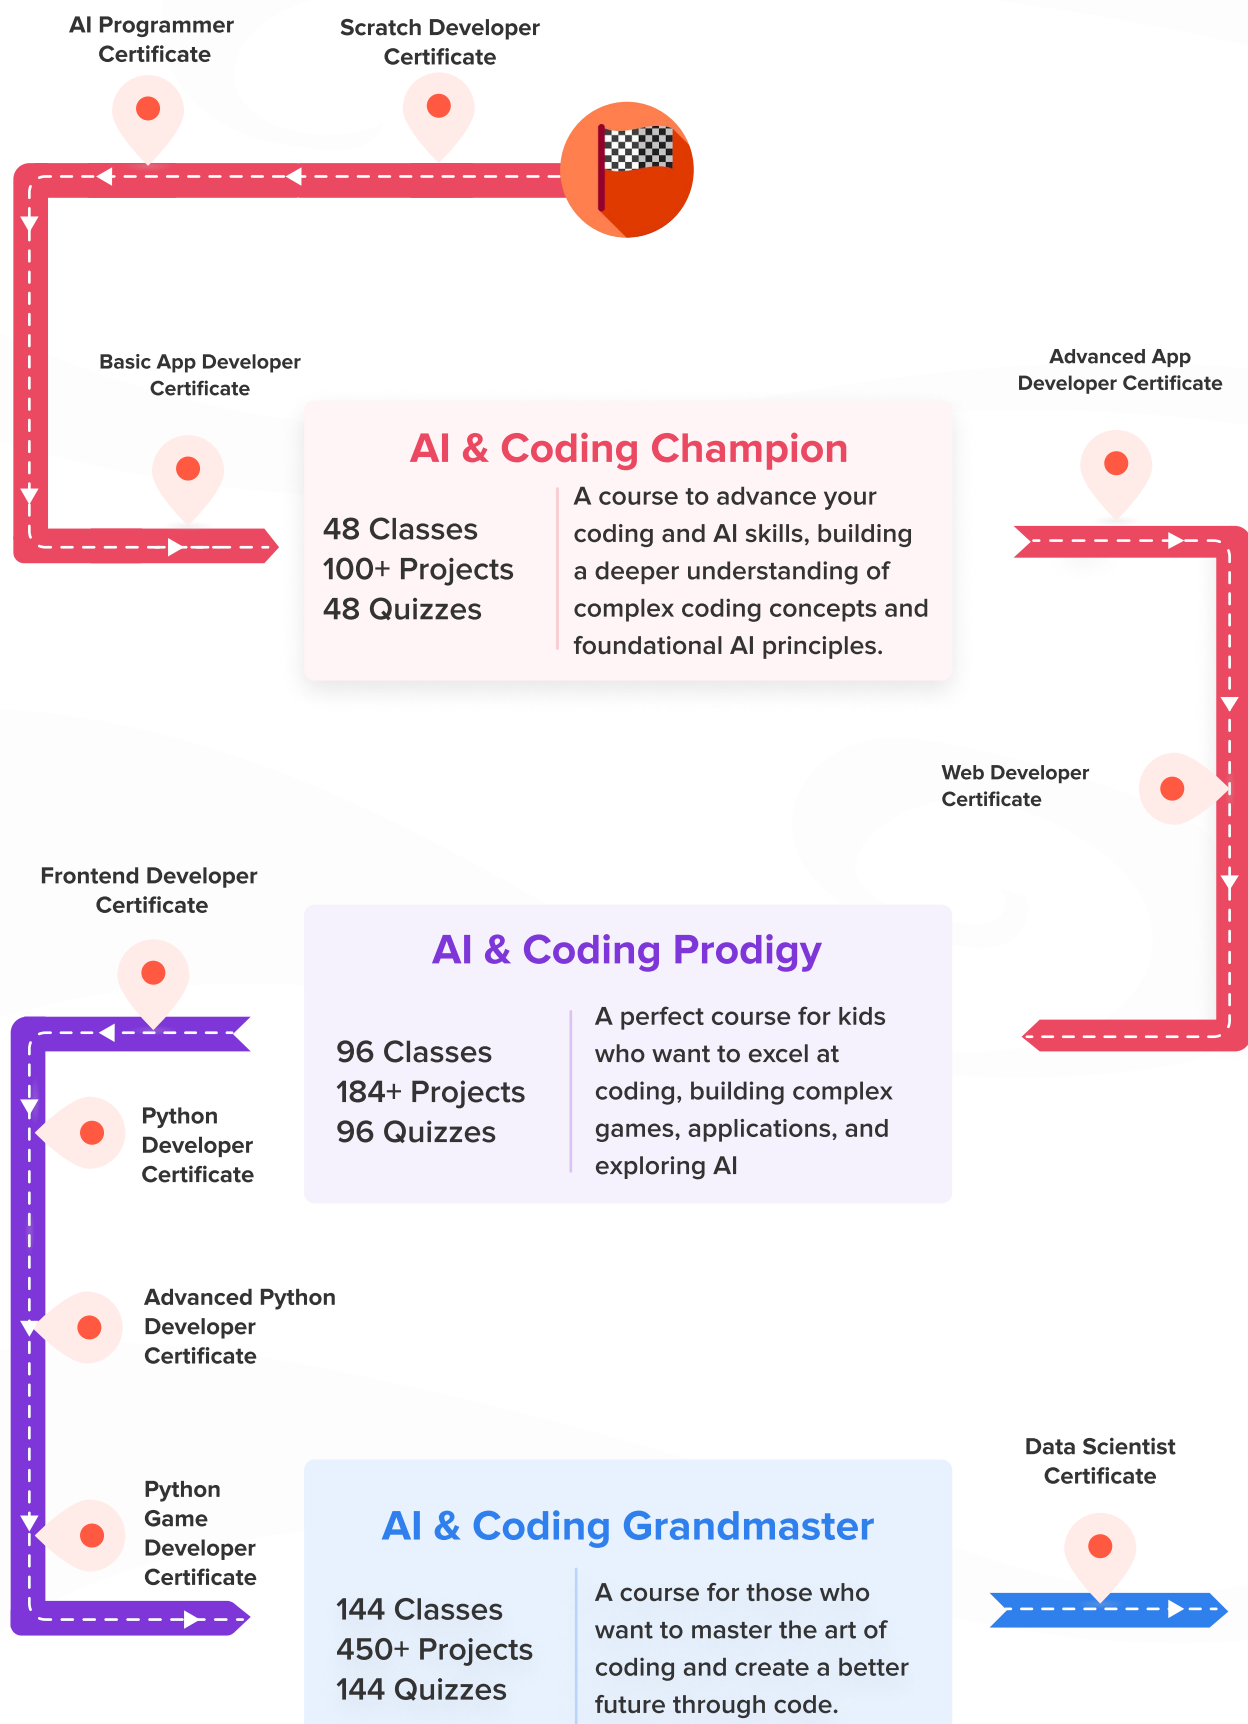 AI Programmer
Certificate
Scratch Developer
Certificate
Basic App Developer
Certificate
Advanced App
Developer Certificate
AI & Coding Champion
48 Classes
100+ Projects
48 Quizzes
A course to advance your
coding and AI skills, building
a deeper understanding of
complex coding concepts and
foundational AI principles.
Web Developer
Certificate
Frontend Developer
Certificate
AI & Coding Prodigy
96 Classes
184+ Projects
96 Quizzes
A perfect course for kids
who want to excel at
coding, building complex
games, applications, and
exploring AI
Python
Developer
Certificate
Advanced Python
Developer
Certificate
Python
Game
Developer
Certificate
Data Scientist
Certificate
AI & Coding Grandmaster
144 Classes
450+ Projects
144 Quizzes
A course for those who
want to master the art of
coding and create a better
future through code.